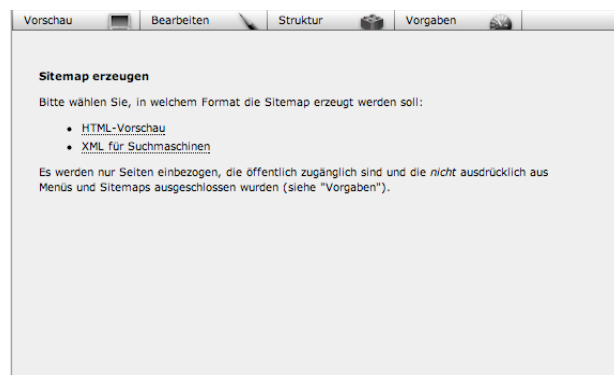 Vorschau Bearbeiten Struktur Vorgaben
Sitemap erzeugen
Bitte wählen Sie, in welchem Format die Sitemap erzeugt werden soll:
• HTML-Vorschau
• XML für Suchmaschinen
Es werden nur Seiten einbezogen, die öffentlich zugänglich sind und die nicht ausdrücklich aus
Menüs und Sitemaps ausgeschlossen wurden (siehe "Vorgaben").